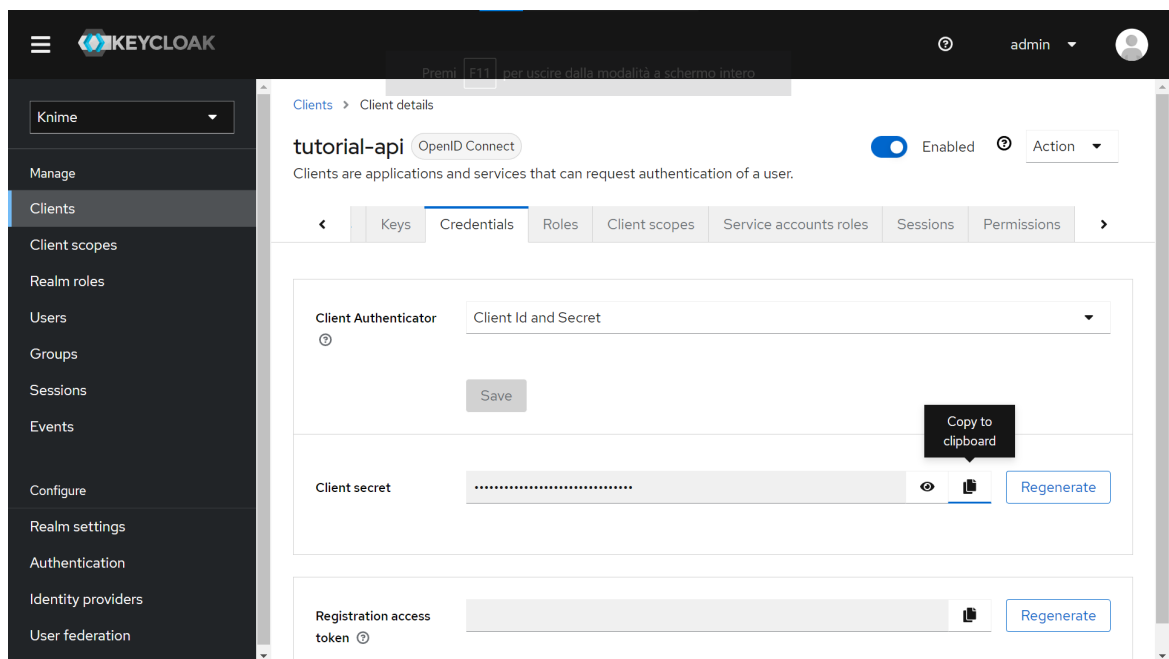 KEYCLOAK
admin
Premi F11 per uscire dalla modalità a schermo intero
Knime
Manage
Clients
Client scopes
Realm roles
Users
Groups
Sessions
Events
Configure
Realm settings
Authentication
Identity providers
User federation
Clients > Client details
tutorial-api OpenID Connect
Enabled
Action
Clients are applications and services that can request authentication of a user.
Keys Credentials Roles Client scopes Service accounts roles Sessions Permissions
Client Authenticator
Client Id and Secret
Save
Copy to
clipboard
Client secret
••••••••••••••••••••••••••••••••
Regenerate
Registration access
token
Regenerate